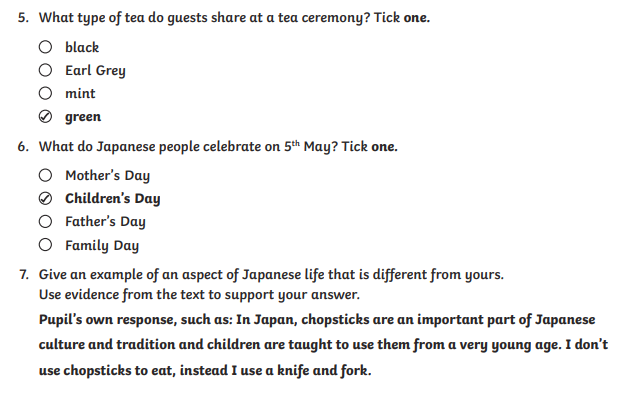 5. What type of tea do guests share at a tea ceremony? Tick one.
black
Earl Grey
mint
green
6. What do Japanese people celebrate on 5th May? Tick one.
Mother's Day
Children's Day
Father's Day
Family Day
7. Give an example of an aspect of Japanese life that is different from yours.
Use evidence from the text to support your answer.
Pupil's own response, such as: In Japan, chopsticks are an important part of Japanese
culture and tradition and children are taught to use them from a very young age. I don't
use chopsticks to eat, instead I use a knife and fork.